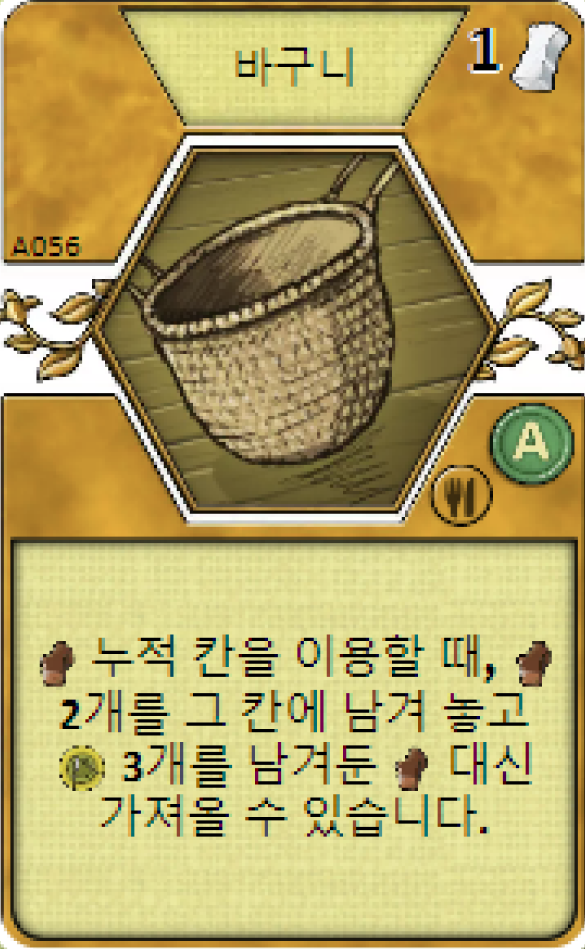 바구니
1
A056
A
누적 칸을 이용할 때,
2개를 그 칸에 남겨 놓고
3개를 남겨둔 대신
가져올 수 있습니다.